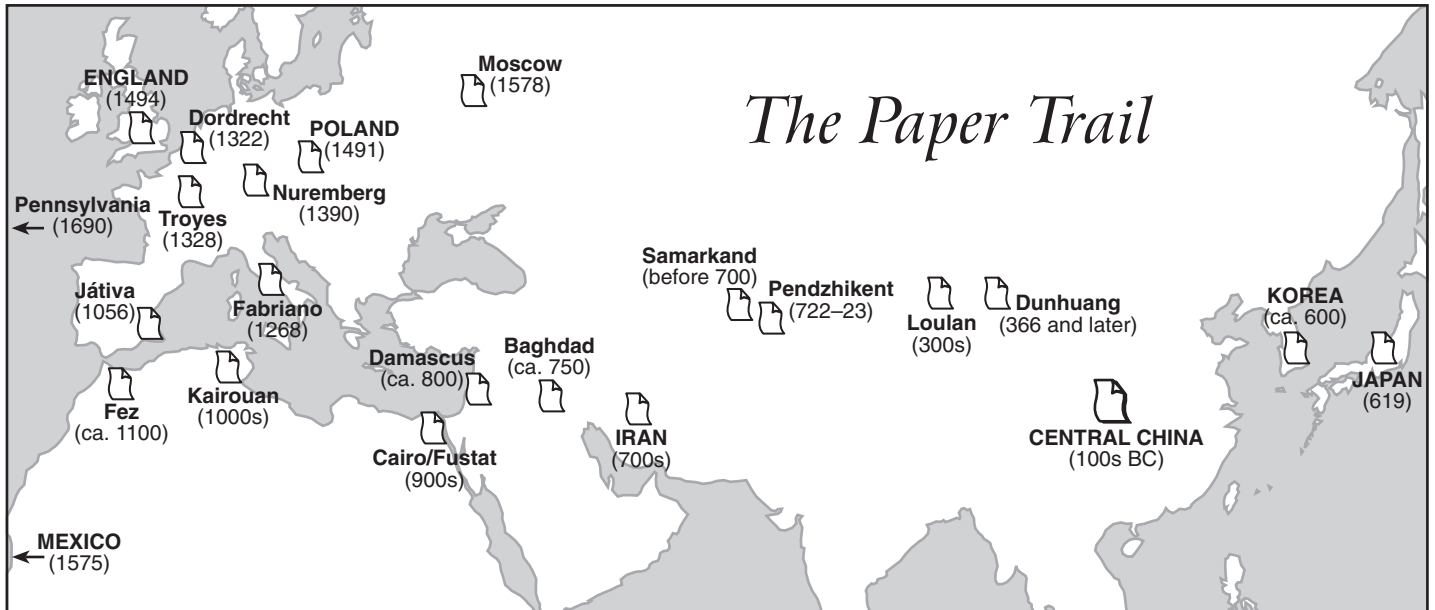 The Paper Trail
Moscow
(1578)
ENGLAND
(1494)
Dordrecht
(1322)
POLAND
(1491)
Nuremberg
(1390)
Pennsylvania
(1690)
Troyes
(1328)
Játiva
(1056)
Fabriano
(1268)
Samarkand
(before 700)
Pendzhikent
(722–23)
Loulan
(300s)
Dunhuang
(366 and later)
KOREA
(ca. 600)
JAPAN
(619)
Damascus
(ca. 800)
Baghdad
(ca. 750)
Kairouan
(1000s)
Fez
(ca. 1100)
Cairo/Fustat
(900s)
IRAN
(700s)
CENTRAL CHINA
(100s BC)
MEXICO
(1575)